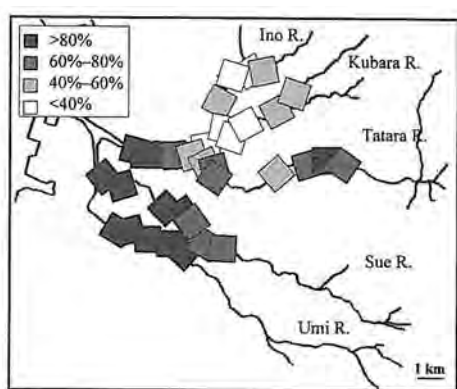 >80%
60%–80%
40%–60%
<40%
Ino R.
Kubara R.
Tatara R.
Sue R.
Umi R.
1 km